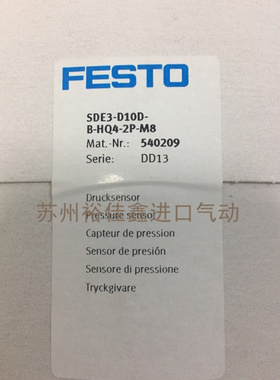 FESTO
SDE3-D10D-
B-HQ4-2P-M8
Mat.-Nr.: 540209
Serie: DD13
Drucksensor
Pressure sensor
苏州裕佳鑫进口气动
Capteur de pression
Sensor de presión
Sensore di pressione
Tryckgivare